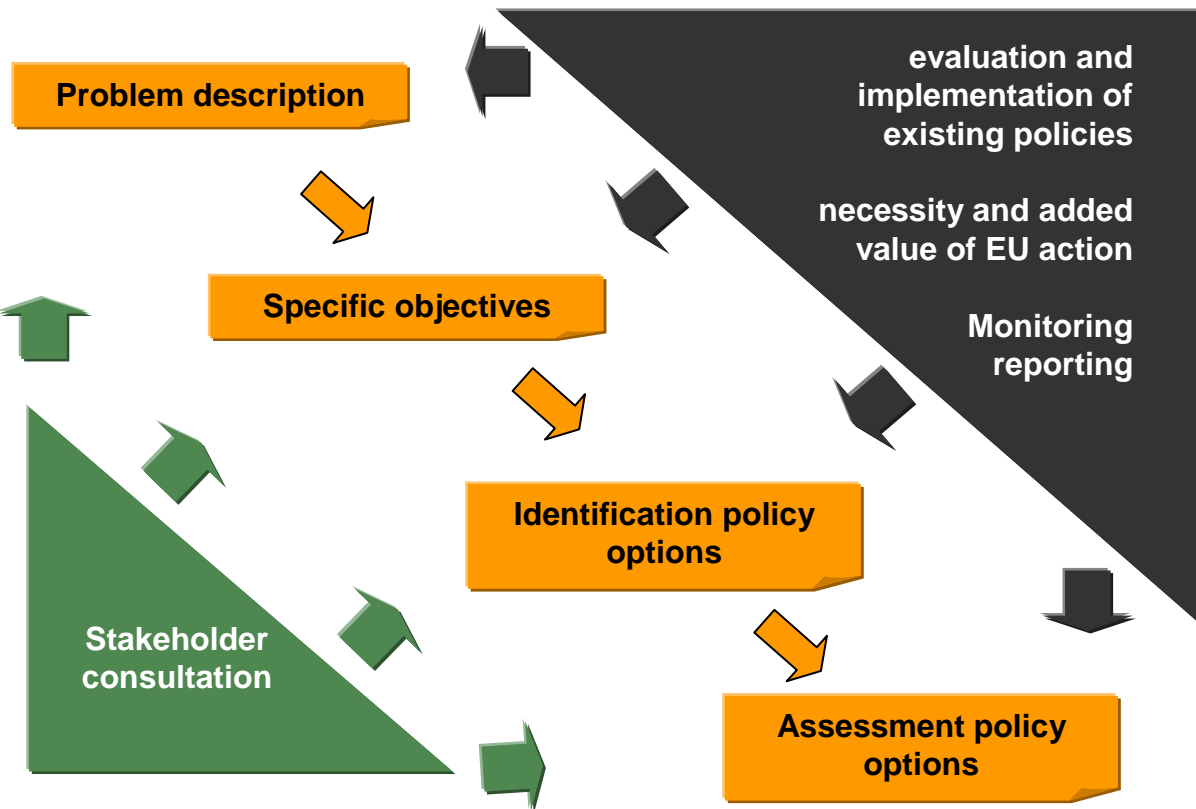 evaluation and
implementation of
existing policies
necessity and added
value of EU action
Monitoring
reporting
Problem description
Specific objectives
Identification policy
options
Stakeholder
consultation
Assessment policy
options